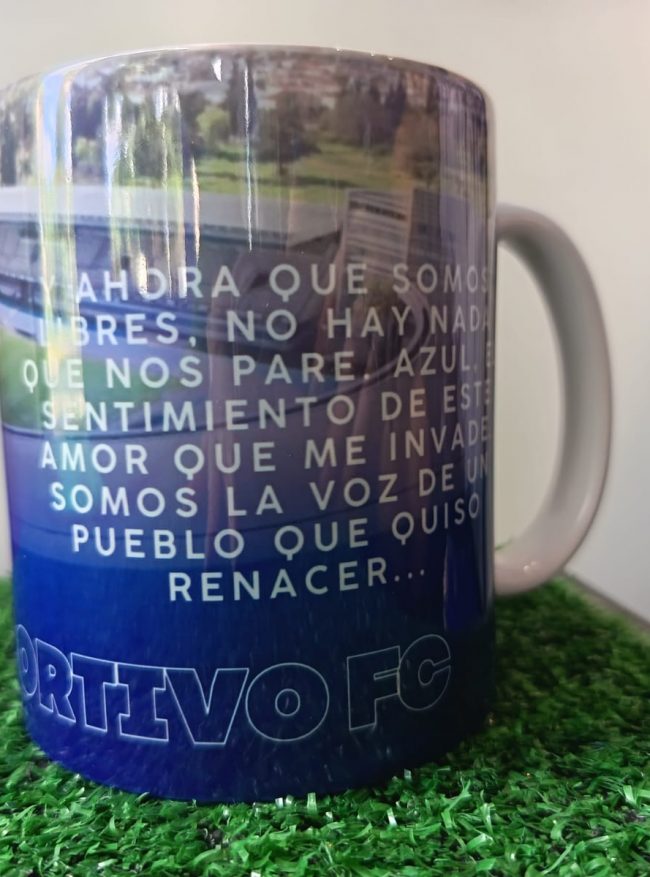 Y AHORA QUE SOMOS
LIBRES, NO HAY NADA
QUE NOS PARE. AZUL, E
SENTIMIENTO DE ESTE
AMOR QUE ME INVADE
SOMOS LA VOZ DE UN
PUEBLO QUE QUISO
RENACER...
ORTIVO FC